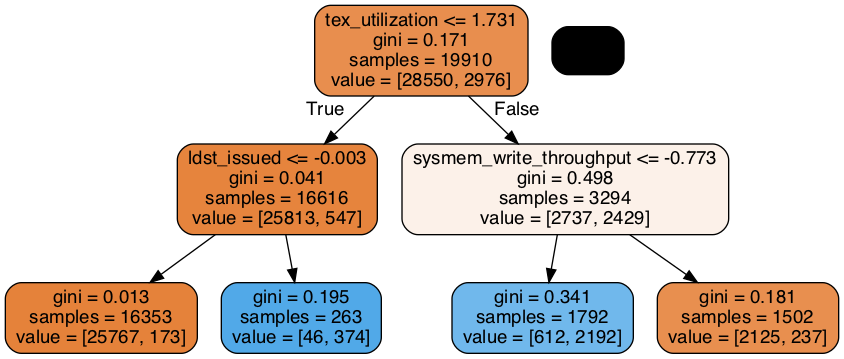 tex_utilization <= 1.731
gini = 0.171
samples = 19910
value = [28550, 2976]
True
False
ldst_issued <= -0.003
gini = 0.041
samples = 16616
value = [25813, 547]
sysmem_write_throughput <= -0.773
gini = 0.498
samples = 3294
value = [2737, 2429]
gini = 0.013
samples = 16353
value = [25767, 173]
gini = 0.195
samples = 263
value = [46, 374]
gini = 0.341
samples = 1792
value = [612, 2192]
gini = 0.181
samples = 1502
value = [2125, 237]